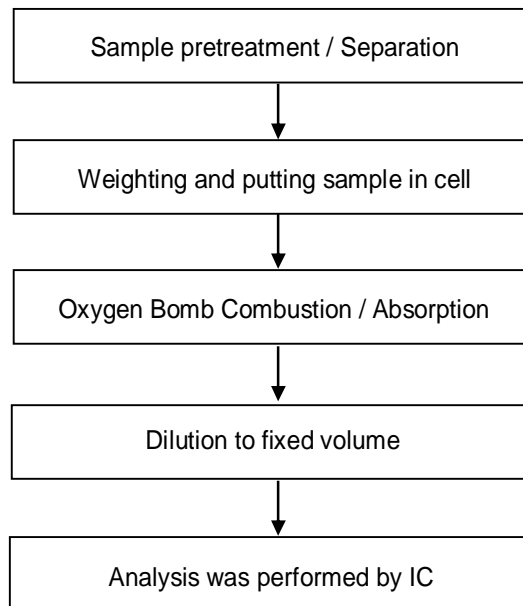 Sample pretreatment / Separation
Weighting and putting sample in cell
Oxygen Bomb Combustion / Absorption
Dilution to fixed volume
Analysis was performed by IC